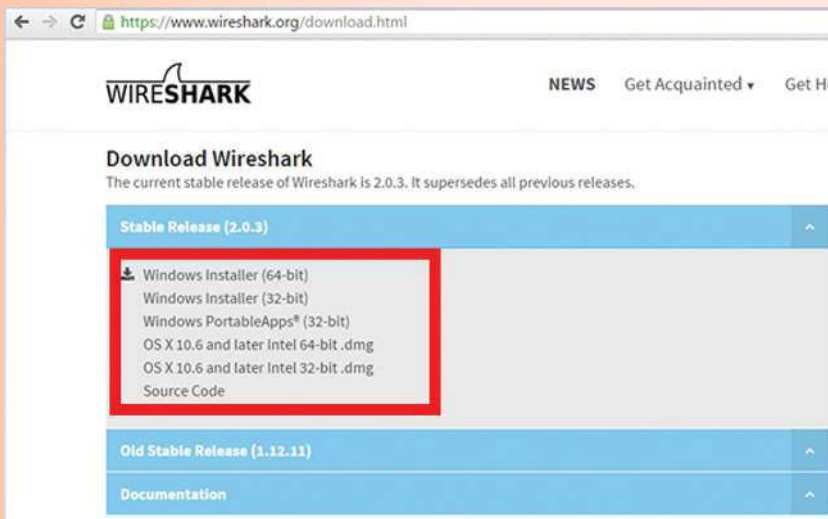 https://www.wireshark.org/download.html
WIRESHARK
NEWS Get Acquainted ▾ Get
Download Wireshark
The current stable release of Wireshark is 2.0.3. It supersedes all previous releases.
Stable Release (2.0.3)
Windows Installer (64-bit)
Windows Installer (32-bit)
Windows PortableApps® (32-bit)
OS X 10.6 and later Intel 64-bit .dmg
OS X 10.6 and later Intel 32-bit .dmg
Source Code
Old Stable Release (1.12.11)
Documentation